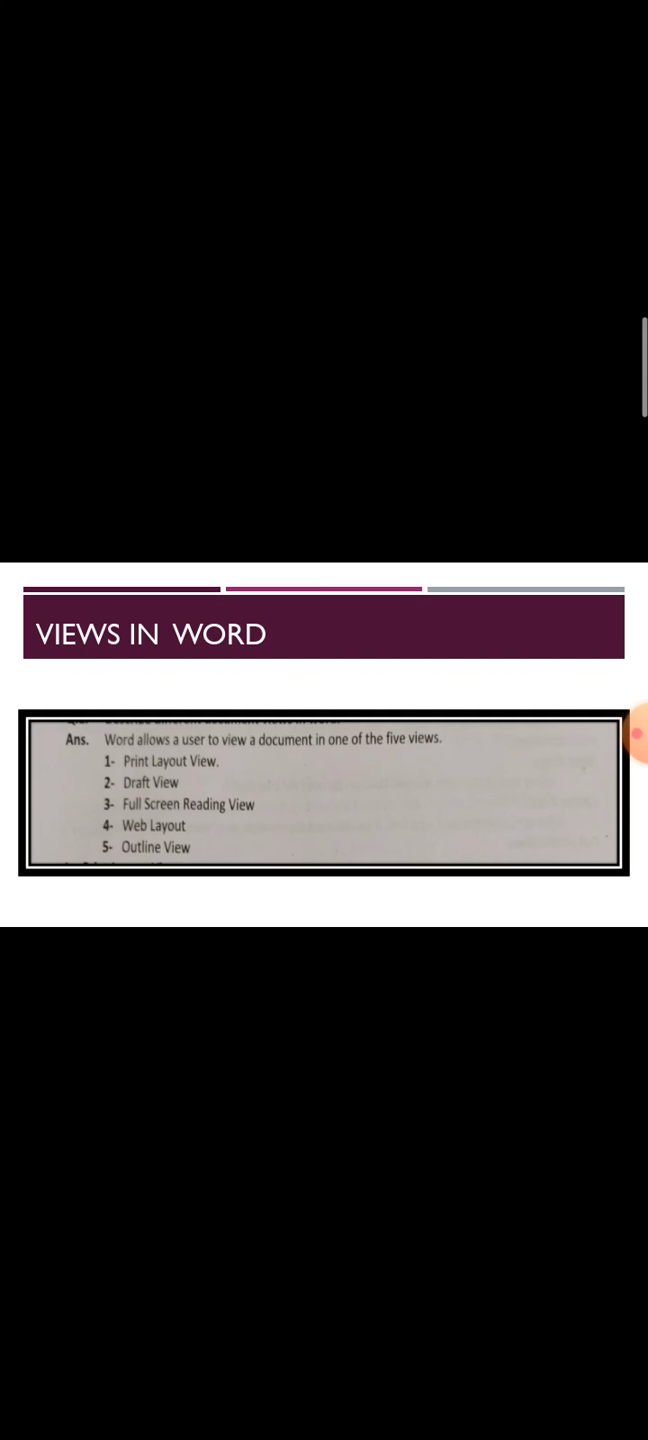 VIEWS IN WORD
Ans. Word allows a user to view a document in one of the five views.
1- Print Layout View.
2- Draft View
3- Full Screen Reading View
4- Web Layout
5- Outline View